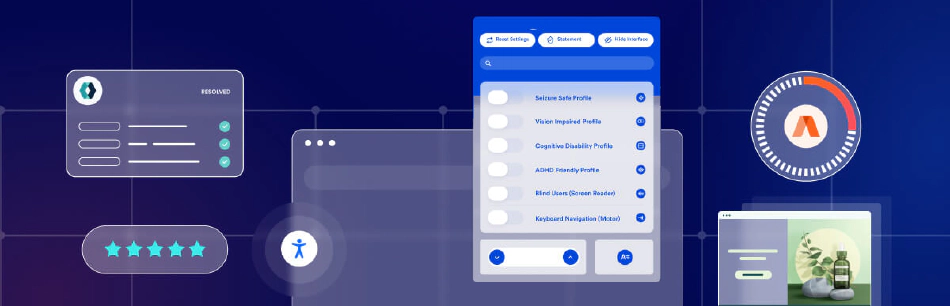 RESOLVED
Reset Settings
Statement
Hide Interface
Seizure Safe Profile
Vision Impaired Profile
Cognitive Disability Profile
ADHD Friendly Profile
Blind Users (Screen Reader)
Keyboard Navigation (Motor)